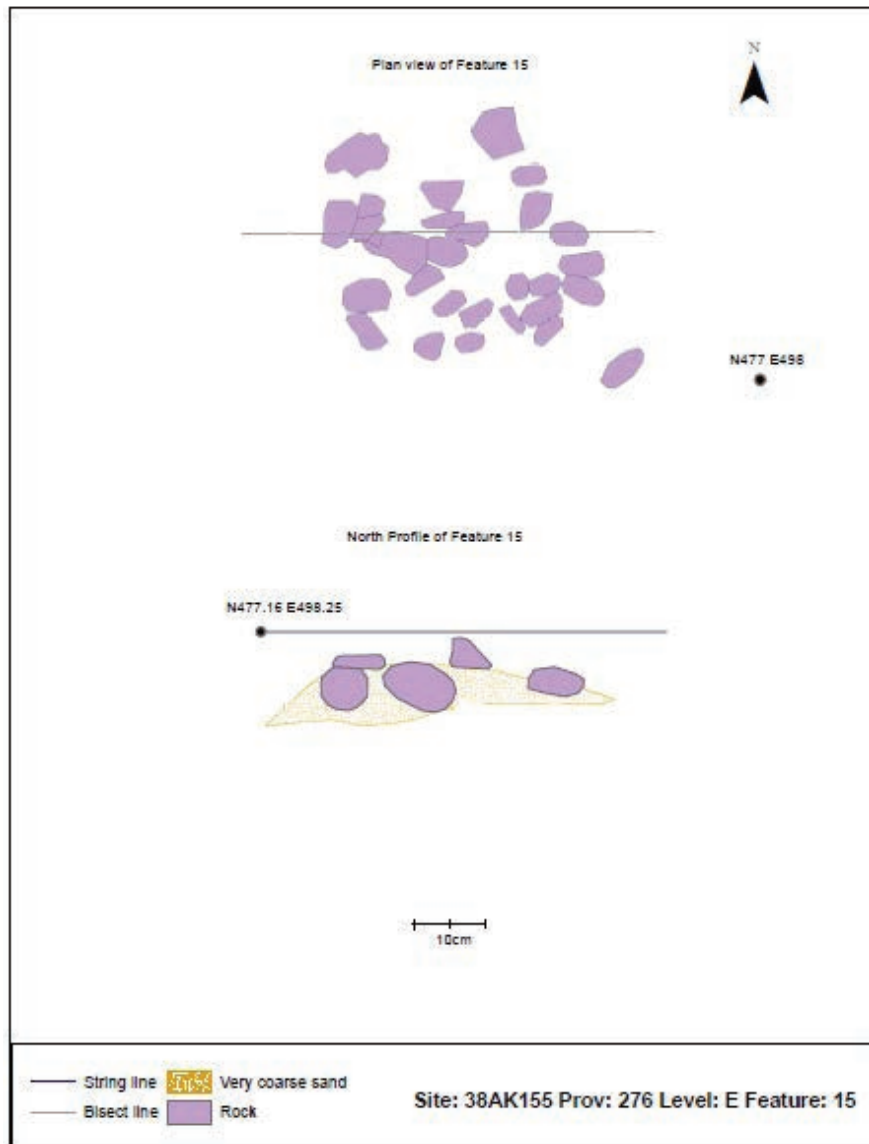 N
Plan view of Feature 15
N477 E498
North Profile of Feature 15
N477.16 E498.25
10cm
String line
Very coarse sand
Bisect line
Rock
Site: 38AK155 Prov: 276 Level: E Feature: 15